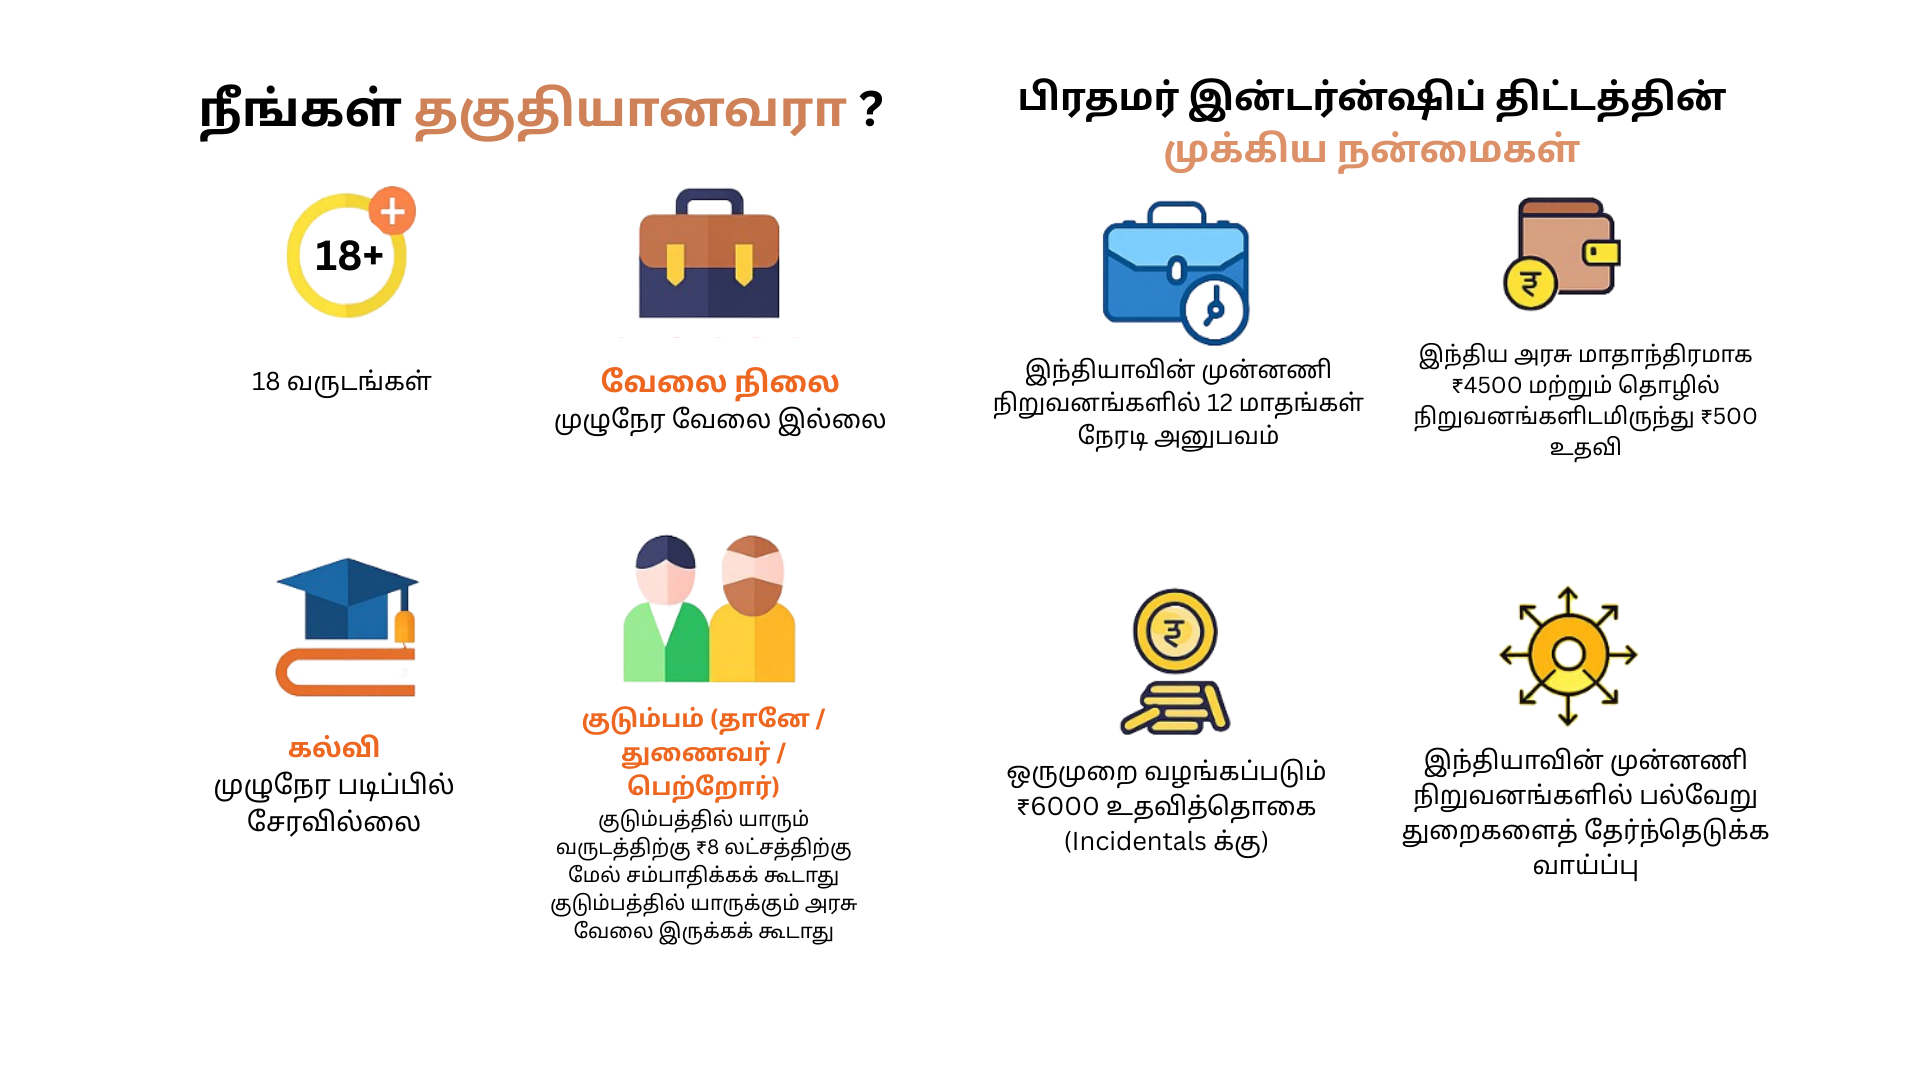 நீங்கள் தகுதியானவரா ?
18+
18 வருடங்கள்
வேலை நிலை
முழுநேர வேலை இல்லை
கல்வி
முழுநேர படிப்பில்
சேரவில்லை
குடும்பம் (தானே /
துணைவர் /
பெற்றோர்)
குடும்பத்தில் யாரும்
வருடத்திற்கு ₹8 லட்சத்திற்கு
மேல் சம்பாதிக்கக் கூடாது
குடும்பத்தில் யாருக்கும் அரசு
வேலை இருக்கக் கூடாது
பிரதமர் இன்டர்ன்ஷிப் திட்டத்தின்
முக்கிய நன்மைகள்
இந்தியாவின் முன்னணி
நிறுவனங்களில் 12 மாதங்கள்
நேரடி அனுபவம்
இந்திய அரசு மாதாந்திரமாக
₹4500 மற்றும் தொழில்
நிறுவனங்களிடமிருந்து ₹500
உதவி
ஒருமுறை வழங்கப்படும்
₹6000 உதவித்தொகை
(Incidentals க்கு)
இந்தியாவின் முன்னணி
நிறுவனங்களில் பல்வேறு
துறைகளைத் தேர்ந்தெடுக்க
வாய்ப்பு